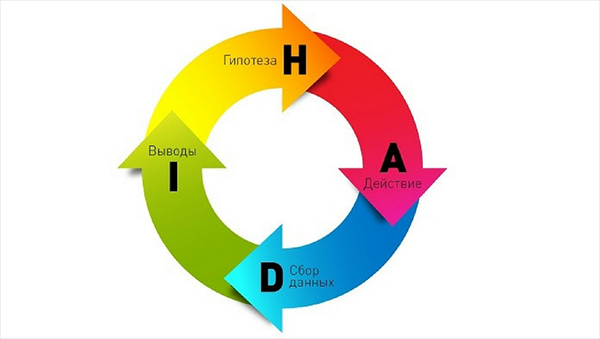 Гипотеза H
A
Действие
D Сбор
данных
Выводы
I